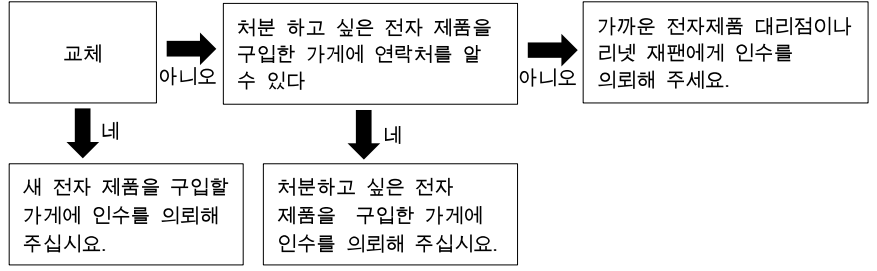 교체
아니오
처분 하고 싶은 전자 제품을
구입한 가게에 연락처를 알
수 있다
아니오
가까운 전자제품 대리점이나
리넷 재팬에게 인수를
의뢰해 주세요.
네
네
새 전자 제품을 구입할
가게에 인수를 의뢰해
주십시요.
처분하고 싶은 전자
제품을 구입한 가게에
인수를 의뢰해 주십시요.